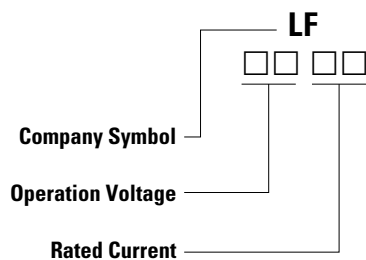 LF
□□ □□
Company Symbol
Operation Voltage
Rated Current